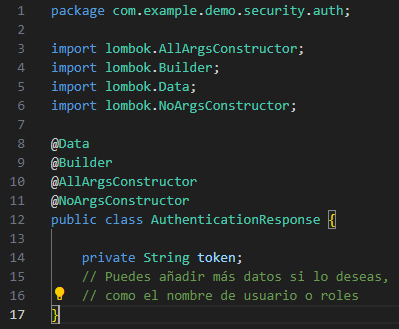 1 package com.example.demo.security.auth;
2
3 import lombok.AllArgsConstructor;
4 import lombok.Builder;
5 import lombok.Data;
6 import lombok.NoArgsConstructor;
7
8 @Data
9 @Builder
10 @AllArgsConstructor
11 @NoArgsConstructor
12 public class AuthenticationResponse {
13
14     private String token;
15     // Puedes añadir más datos si lo deseas,
16     // como el nombre de usuario o roles
17 }